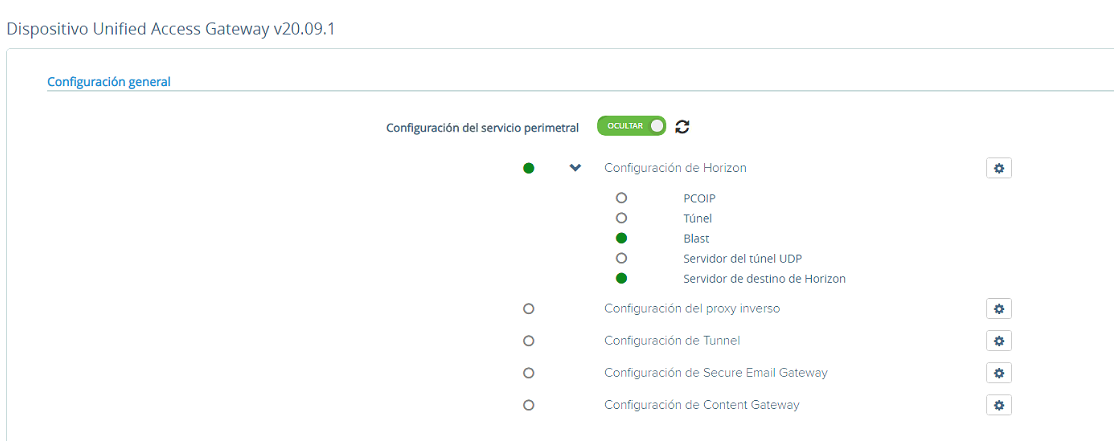 Dispositivo Unified Access Gateway v20.09.1
Configuración general
Configuración del servicio perimetral OCULTAR
Configuración de Horizon
PCOIP
Túnel
Blast
Servidor del túnel UDP
Servidor de destino de Horizon
Configuración del proxy inverso
Configuración de Tunnel
Configuración de Secure Email Gateway
Configuración de Content Gateway